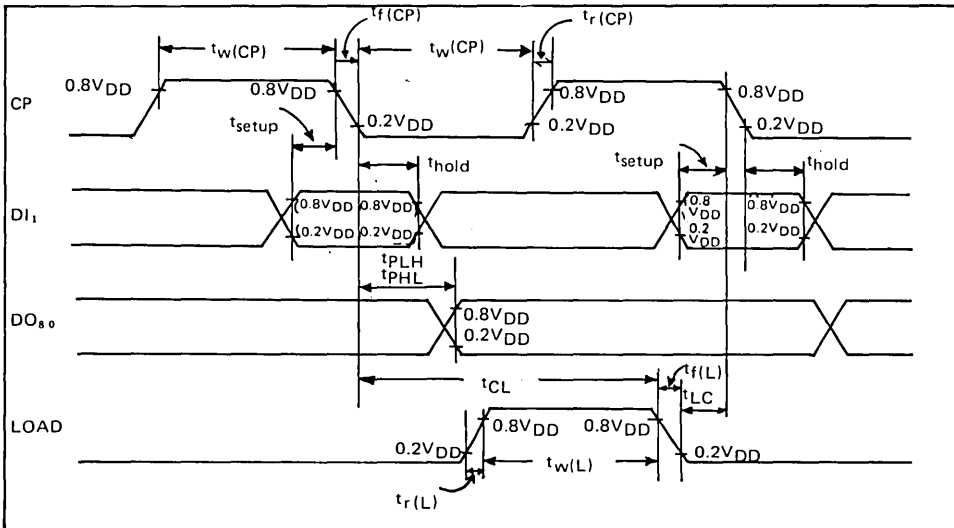 tf(CP)
tw(CP)
tw(CP)
tr(CP)
CP
0.8VDD
0.8VDD
0.8VDD
0.8VDD
0.2VDD
0.2VDD
0.2VDD
tsetup
thold
tsetup
thold
DI1
(0.8VDD
0.8VDD)
(0.8
VDD
0.8VDD)
(0.2VDD
0.2VDD)
0.2
VDD
0.2VDD
tPLH
tPHL
DO80
0.8VDD
0.2VDD
tCL
tf(L)
tLC
LOAD
0.2VDD
0.8VDD
0.8VDD
0.2VDD
tw(L)
tr(L)